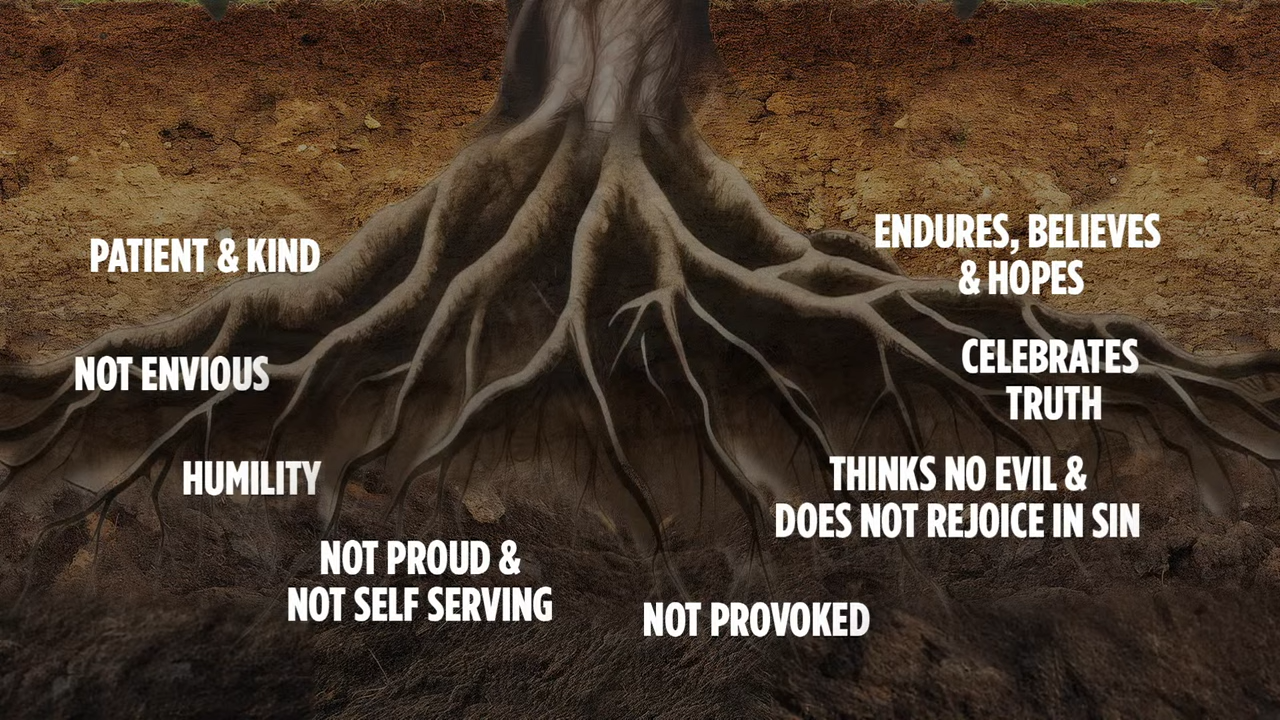 PATIENT & KIND
NOT ENVIOUS
HUMILITY
NOT PROUD &
NOT SELF SERVING
NOT PROVOKED
THINKS NO EVIL &
DOES NOT REJOICE IN SIN
CELEBRATES
TRUTH
ENDURES, BELIEVES
& HOPES